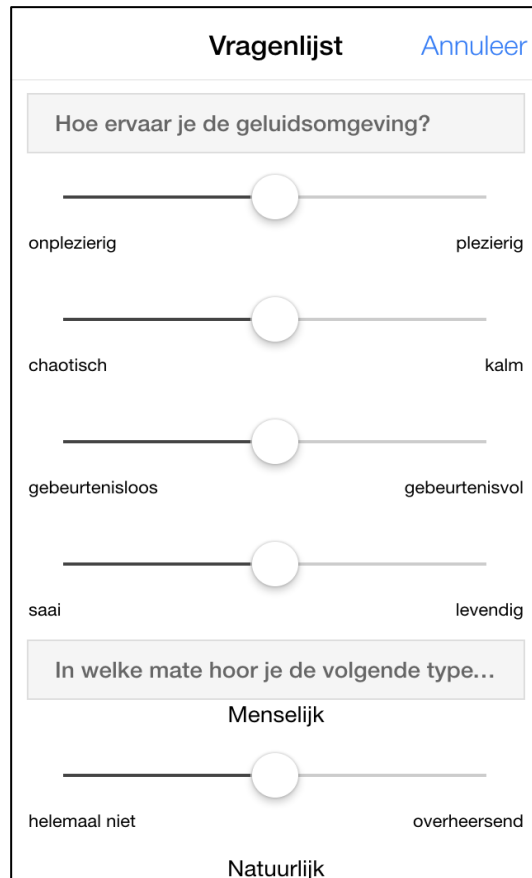 Vragenlijst Annuleer
Hoe ervaar je de geluidsomgeving?
onplezierig plezierig
chaotisch kalm
gebeurtenisloos gebeurtenisvol
saai levendig
In welke mate hoor je de volgende type...
Menselijk
helemaal niet overheersend
Natuurlijk